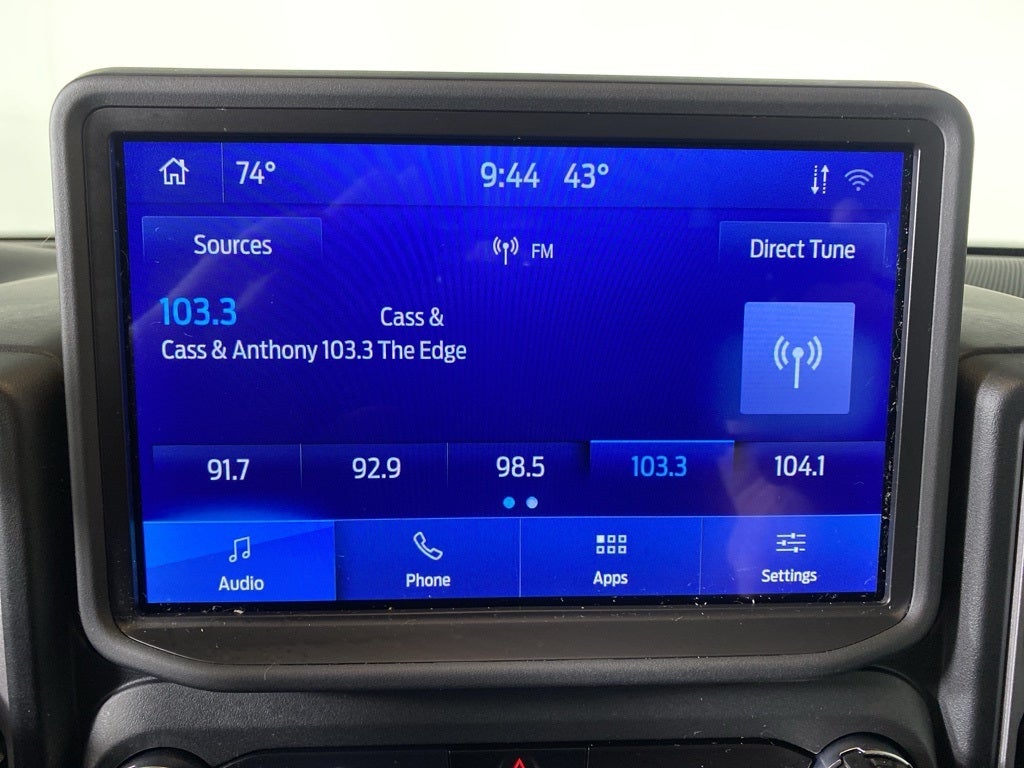 74° 9:44 43°
Sources FM Direct Tune
103.3 Cass &
Cass & Anthony 103.3 The Edge
91.7 92.9 98.5 103.3 104.1
Audio Phone Apps Settings